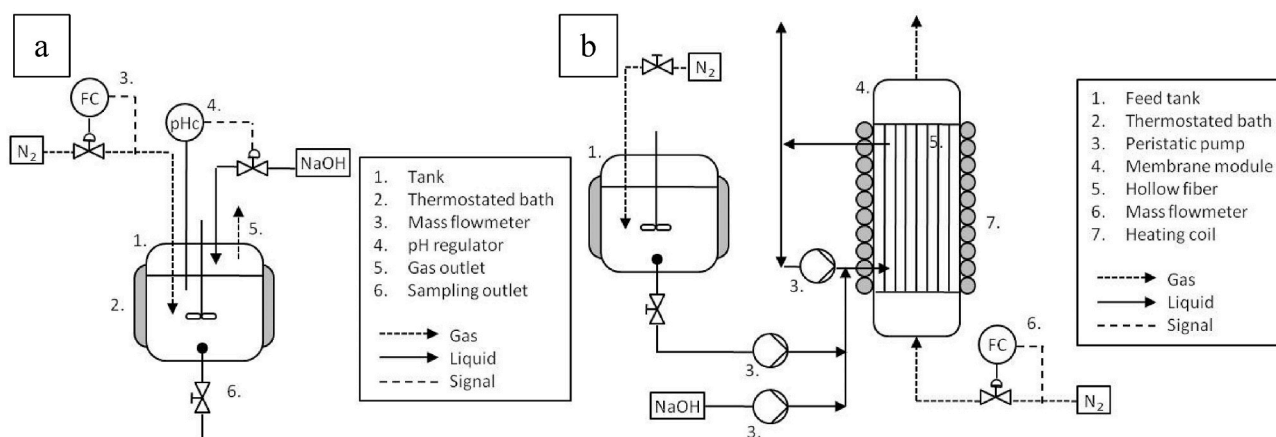 a
3.
FC
4.
pHc
N2
NaOH
1.
5.
2.
6.
1. Tank
2. Thermostated bath
3. Mass flowmeter
4. pH regulator
5. Gas outlet
6. Sampling outlet
Gas
Liquid
Signal
b
N2
1.
4.
5.
7.
3.
3.
NaOH
3.
6.
FC
N2
1. Feed tank
2. Thermostated bath
3. Peristatic pump
4. Membrane module
5. Hollow fiber
6. Mass flowmeter
7. Heating coil
Gas
Liquid
Signal